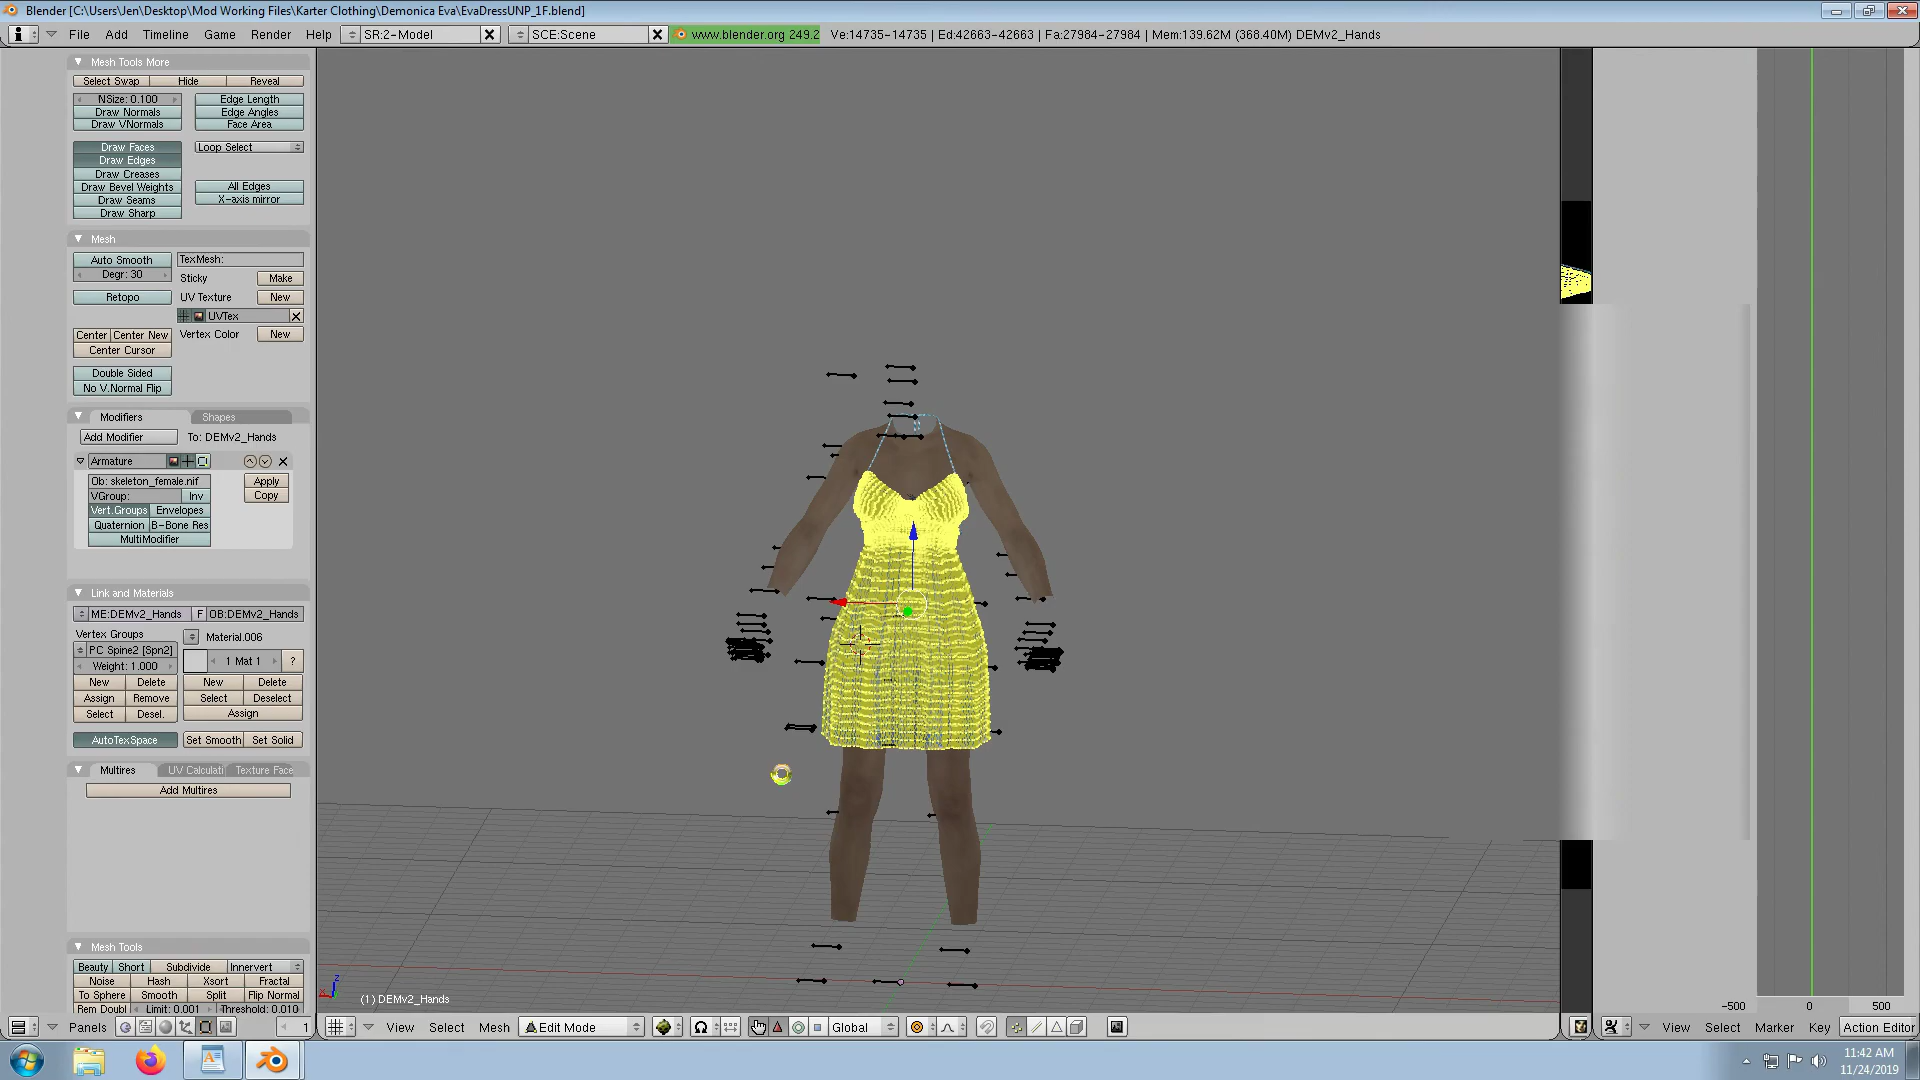 Blender [C:\Users\Jen\Desktop\Mod Working Files\Karter Clothing\Demonica Eva\EvaDressUNP_1F.blend]
File Add Timeline Game Render Help SR:2-Model SCE:Scene www.blender.org 249.2 Ve:14735-14735 | Ed:42663-42663 | Fa:27984-27984 | Mem:139.62M (368.40M) DEMv2_Hands
Mesh Tools More
Select Swap Hide Reveal
NSize: 0.100 Edge Length
Draw Normals Edge Angles
Draw VNormals Face Area
Draw Faces Loop Select
Draw Edges
Draw Creases
Draw Bevel Weights All Edges
Draw Seams X-axis mirror
Draw Sharp
Mesh
Auto Smooth TexMesh:
Degr: 30 Sticky Make
Retopo UV Texture New
UVTex
Center Center New Vertex Color New
Center Cursor
Double Sided
No V.Normal Flip
Modifiers Shapes
Add Modifier To: DEMv2_Hands
Armature
Ob: skeleton_female.nif Apply
VGroup: Inv Copy
Vert.Groups Envelopes
Quaternion B-Bone Res
MultiModifier
Link and Materials
ME:DEMv2_Hands F OB:DEMv2_Hands
Vertex Groups Material.006
PC Spine2 [Spn2]
Weight: 1.000 1 Mat 1 ?
New Delete New Delete
Assign Remove Select Deselect
Select Desel. Assign
AutoTexSpace Set Smooth Set Solid
Multires UV Calculati Texture Face
Add Multires
Mesh Tools
Beauty Short Subdivide Innervert
Noise Hash Xsort Fractal
To Sphere Smooth Split Flip Normal
Rem Doubl Limit: 0.001 Threshold: 0.010
z
x
(1) DEMv2_Hands
-500 0 500
Panels 1 View Select Mesh Edit Mode Global View Select Marker Key Action Editor
11:42 AM
11/24/2019